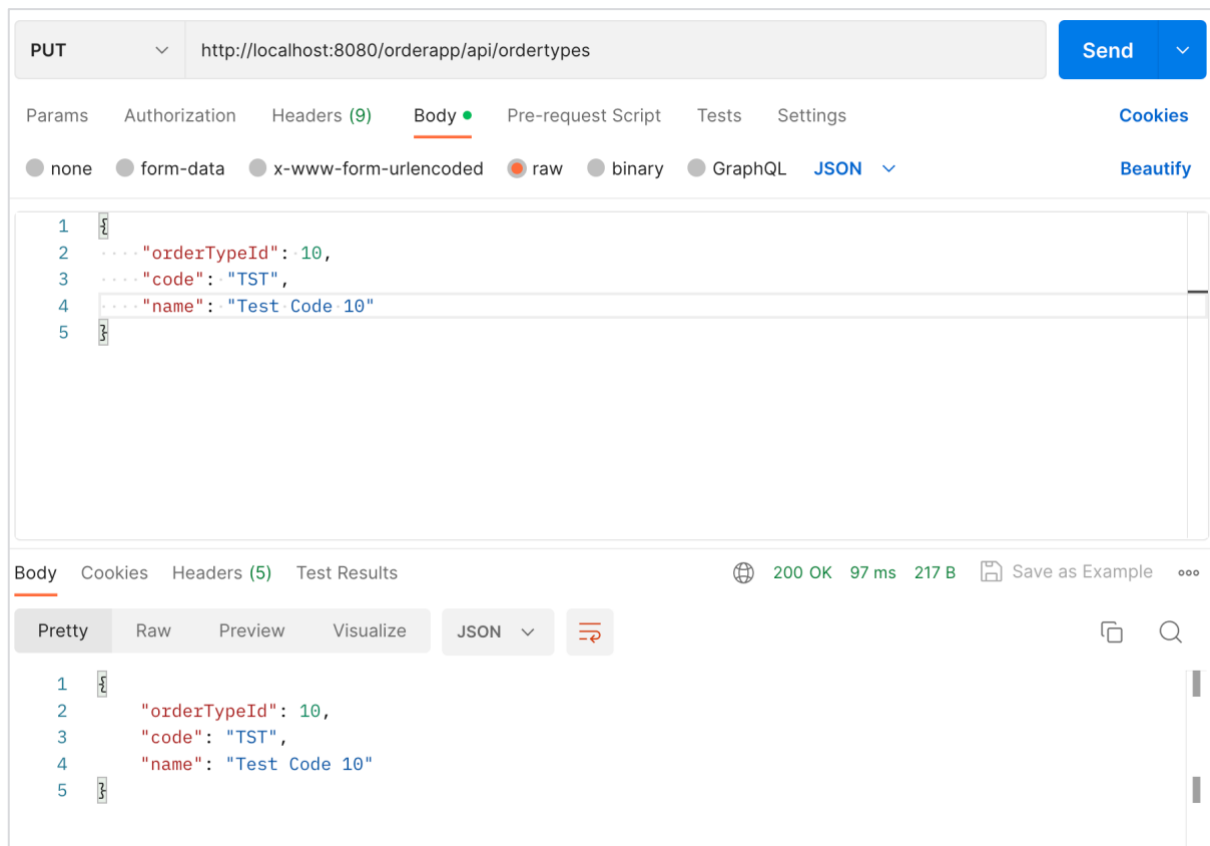 PUT http://localhost:8080/orderapp/api/ordertypes Send
Params Authorization Headers (9) Body Pre-request Script Tests Settings Cookies
none form-data x-www-form-urlencoded raw binary GraphQL JSON Beautify
1 {
2 "orderTypeId": 10,
3 "code": "TST",
4 "name": "Test Code 10"
5 }
Body Cookies Headers (5) Test Results 200 OK 97 ms 217 B Save as Example
Pretty Raw Preview Visualize JSON
1 {
2 "orderTypeId": 10,
3 "code": "TST",
4 "name": "Test Code 10"
5 }